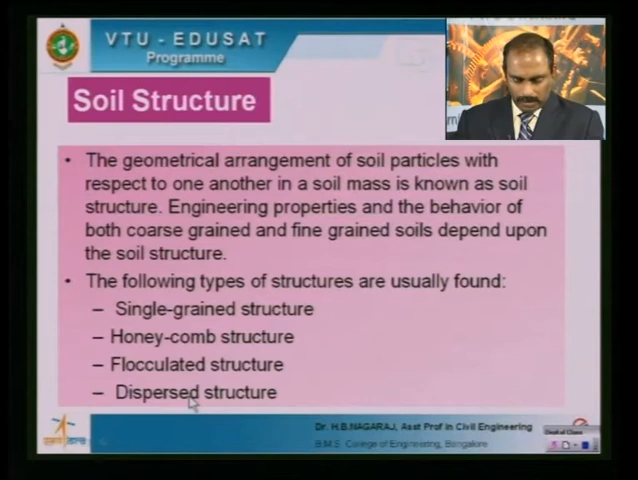 VTU - EDUSAT
Programme
Soil Structure
• The geometrical arrangement of soil particles with
respect to one another in a soil mass is known as soil
structure. Engineering properties and the behavior of
both coarse grained and fine grained soils depend upon
the soil structure.
• The following types of structures are usually found:
– Single-grained structure
– Honey-comb structure
– Flocculated structure
– Dispersed structure
Dr. H.B.NAGARAJ, Asst Prof in Civil Engineering
B.M.S. College of Engineering, Bangalore